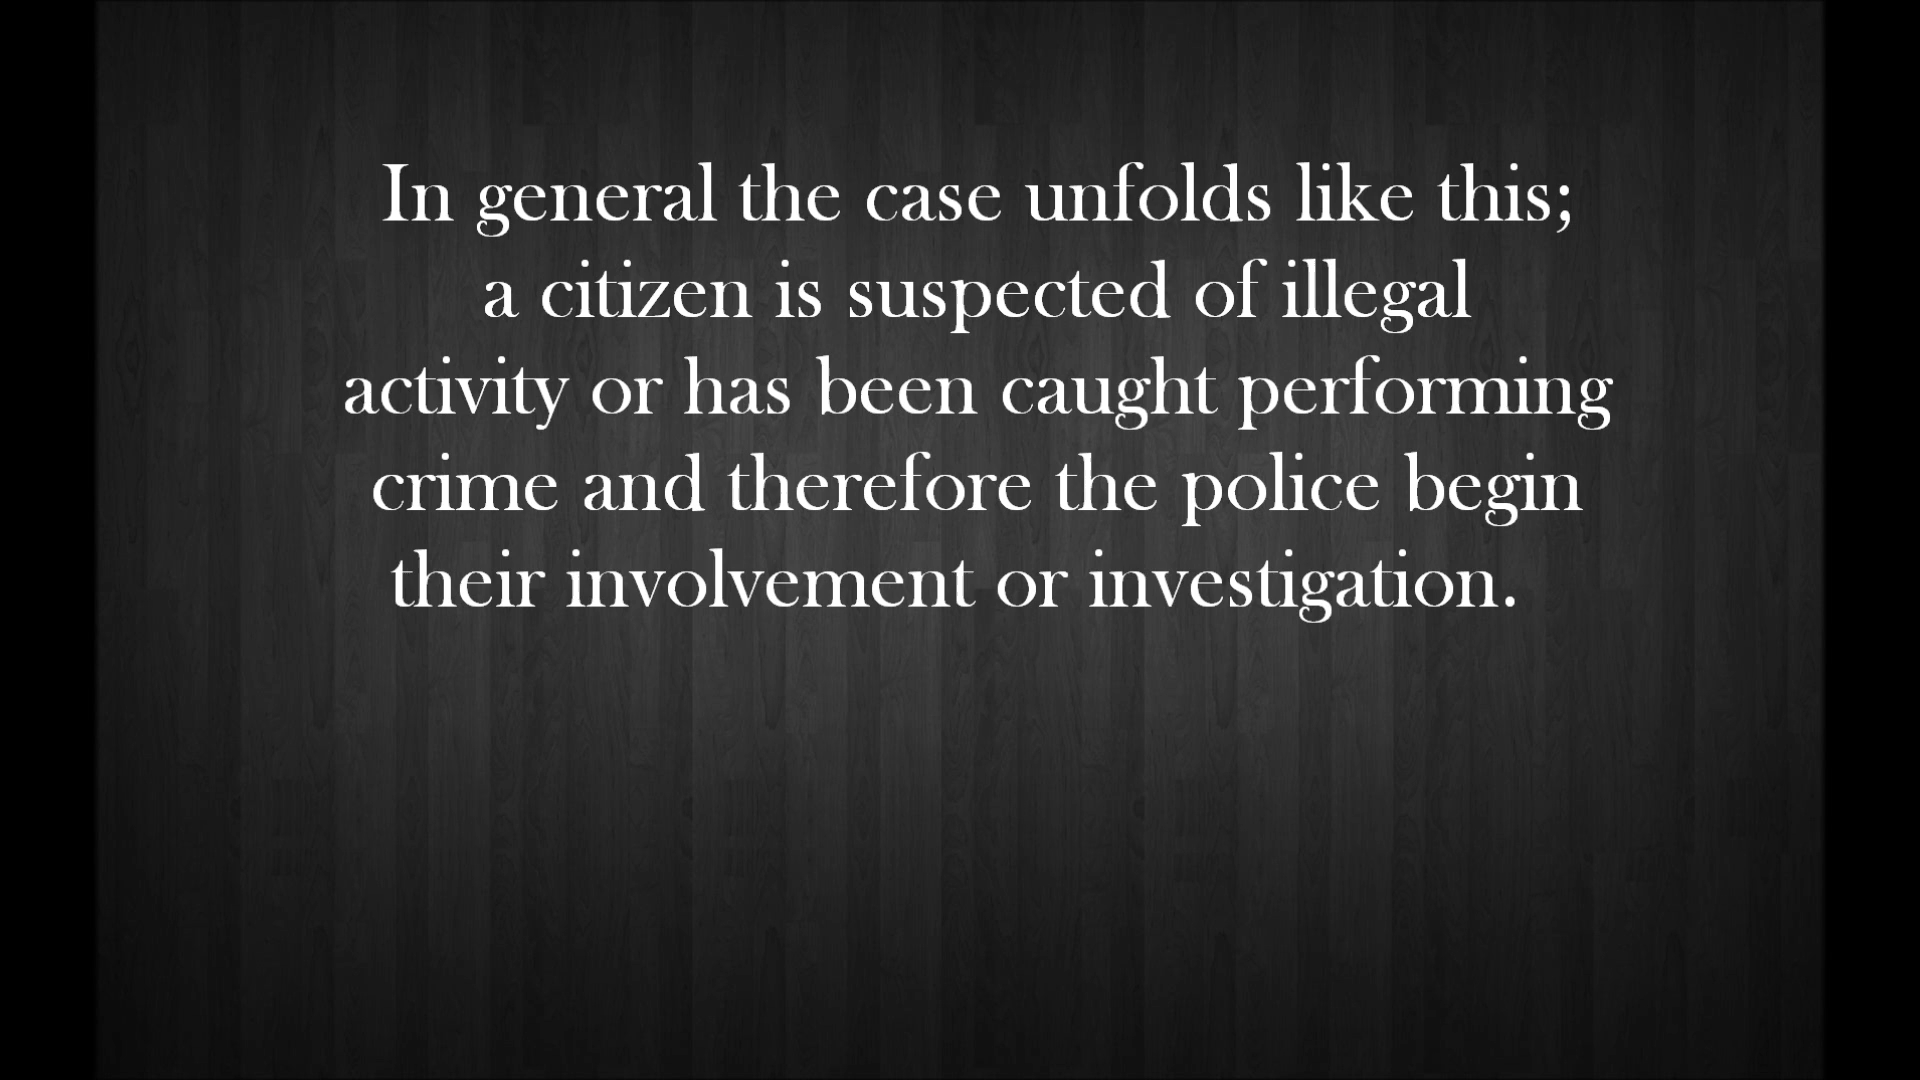 In general the case unfolds like this;
a citizen is suspected of illegal
activity or has been caught performing
crime and therefore the police begin
their involvement or investigation.